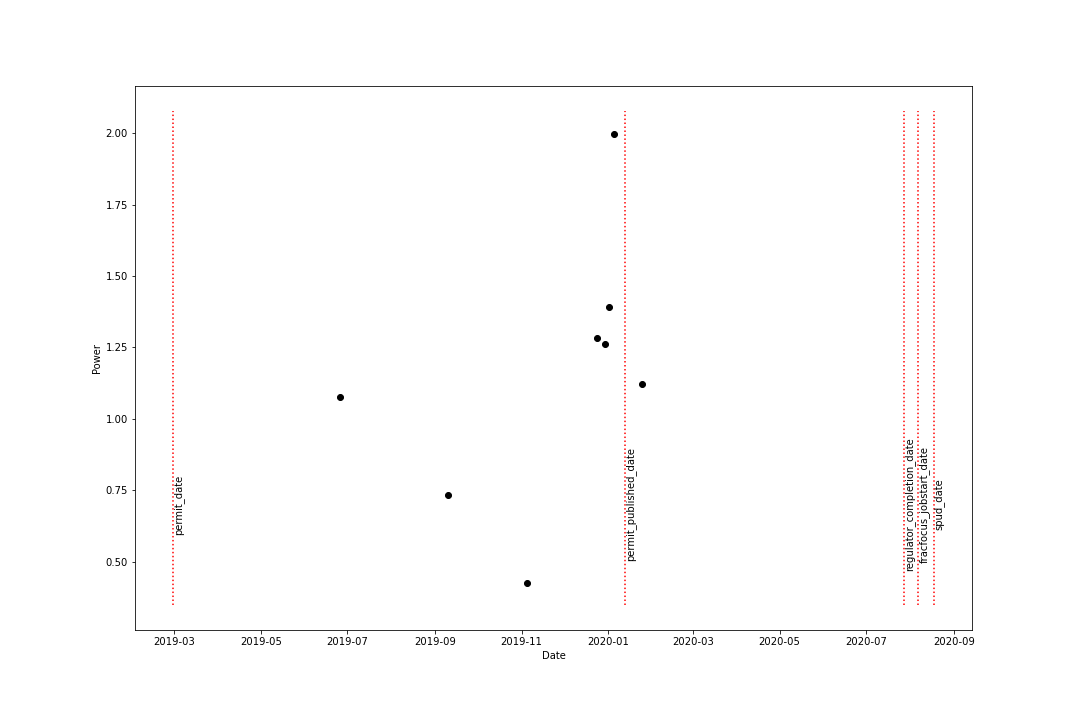 2.00
1.75
1.50
1.25
1.00
0.75
0.50
Power
permit_date
permit_published_date
regulator_completion_date
fracfocus_jobstart_date
spud_date
2019-03 2019-05 2019-07 2019-09 2019-11 2020-01 2020-03 2020-05 2020-07 2020-09
Date